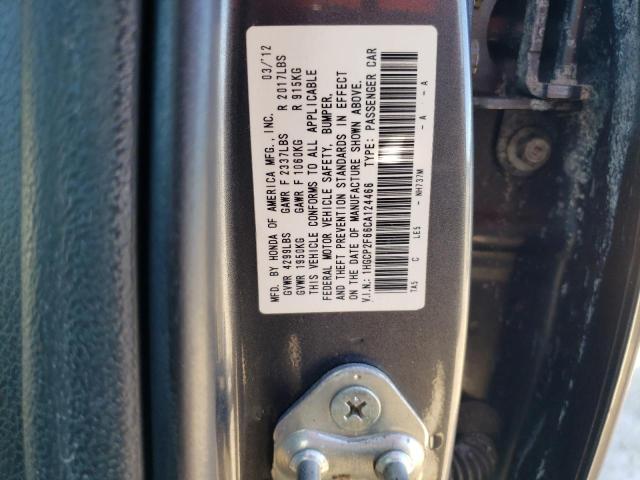 MFD. BY HONDA OF AMERICA MFG., INC. 03/12
GVWR 4299LBS GAWR F 2337LBS R 2017LBS
GVWR 1950KG GAWR F 1060KG R 915KG
THIS VEHICLE CONFORMS TO ALL APPLICABLE
FEDERAL MOTOR VEHICLE SAFETY, BUMPER,
AND THEFT PREVENTION STANDARDS IN EFFECT
ON THE DATE OF MANUFACTURE SHOWN ABOVE.
V.I.N.: 1HGCP2F66CA124466 TYPE: PASSENGER CAR
TA5 C LE5 - NH737M - A - A